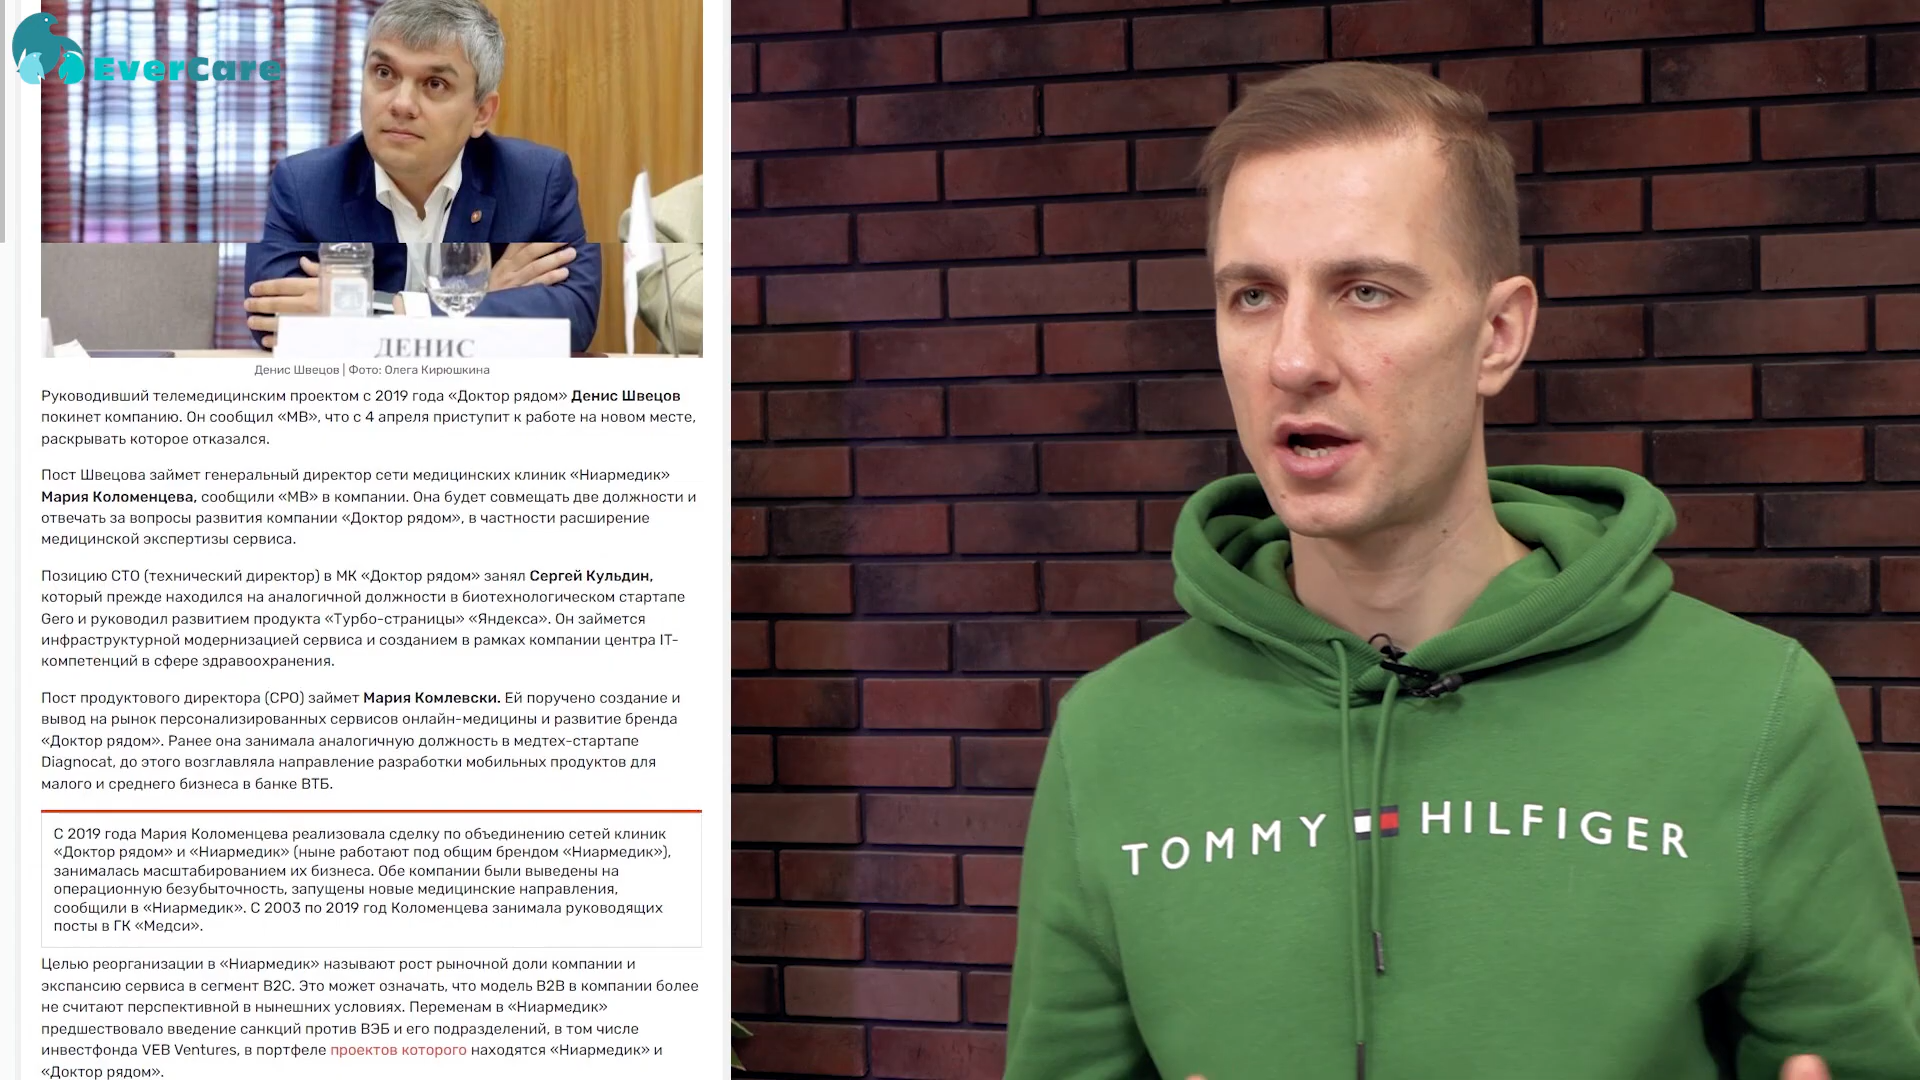 EverCare
ДЕНИС
Денис Швецов | Фото: Олега Кирюшкина
Руководивший телемедицинским проектом с 2019 года «Доктор рядом» Денис Швецов
покинет компанию. Он сообщил «МВ», что с 4 апреля приступит к работе на новом месте,
раскрывать которое отказался.
Пост Швецова займет генеральный директор сети медицинских клиник «Ниармедик»
Мария Коломенцева, сообщили «МВ» в компании. Она будет совмещать две должности и
отвечать за вопросы развития компании «Доктор рядом», в частности расширение
медицинской экспертизы сервиса.
Позицию СТО (технический директор) в МК «Доктор рядом» занял Сергей Кульдин,
который прежде находился на аналогичной должности в биотехнологическом стартапе
Gero и руководил развитием продукта «Турбо-страницы» «Яндекса». Он займется
инфраструктурной модернизацией сервиса и созданием в рамках компании центра IT-
компетенций в сфере здравоохранения.
Пост продуктового директора (CPO) займет Мария Комлевски. Ей поручено создание и
вывод на рынок персонализированных сервисов онлайн-медицины и развитие бренда
«Доктор рядом». Ранее она занимала аналогичную должность в медтех-стартапе
Diagnocat, до этого возглавляла направление разработки мобильных продуктов для
малого и среднего бизнеса в банке ВТБ.
С 2019 года Мария Коломенцева реализовала сделку по объединению сетей клиник
«Доктор рядом» и «Ниармедик» (ныне работают под общим брендом «Ниармедик»),
занималась масштабированием их бизнеса. Обе компании были выведены на
операционную безубыточность, запущены новые медицинские направления,
сообщили в «Ниармедик». С 2003 по 2019 год Коломенцева занимала руководящих
посты в ГК «Медси».
Целью реорганизации в «Ниармедик» называют рост рыночной доли компании и
экспансию сервиса в сегмент B2C. Это может означать, что модель B2B в компании более
не считают перспективной в нынешних условиях. Переменам в «Ниармедик»
предшествовало введение санкций против ВЭБ и его подразделений, в том числе
инвестфонда VEB Ventures, в портфеле проектов которого находятся «Ниармедик» и
«Доктор рядом».
TOMMY HILFIGER